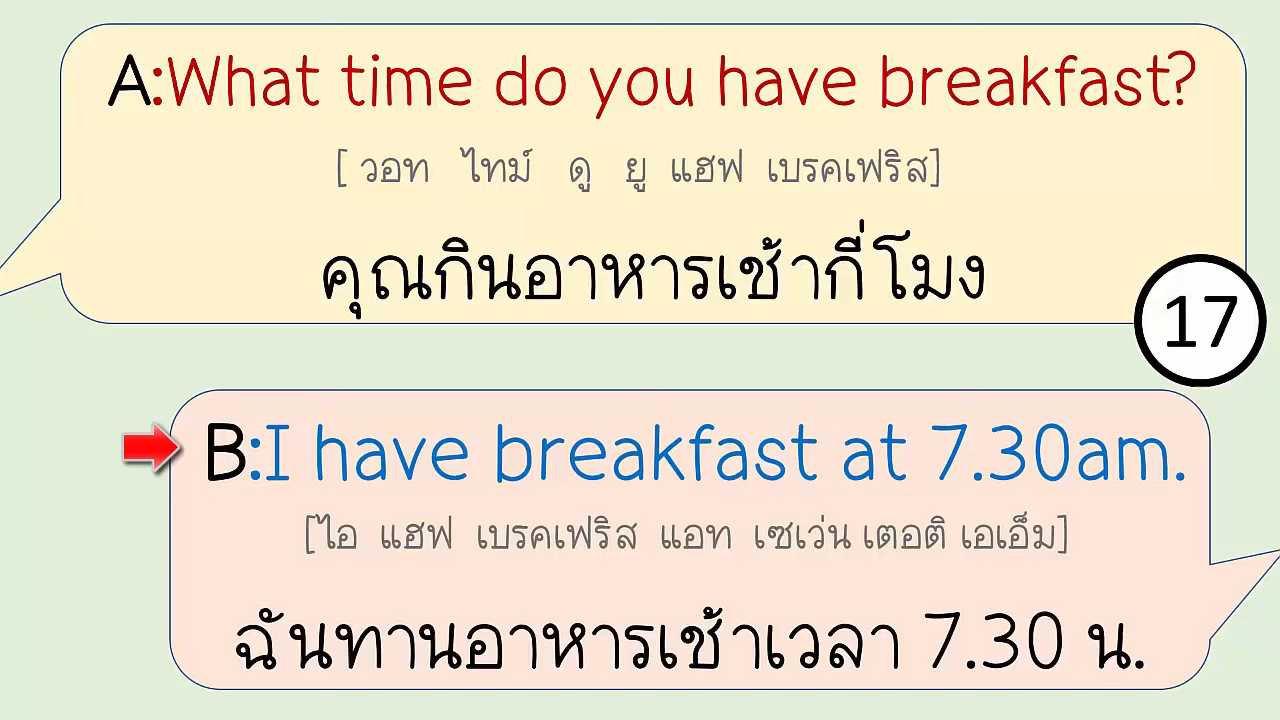 A:What time do you have breakfast?
[ วอท ไทม์ ดู ยู แฮฟ เบรคเฟริส]
คุณกินอาหารเช้ากี่โมง
17
B:I have breakfast at 7.30am.
[ไอ แฮฟ เบรคเฟริส แอท เซเว่น เตอติ เอเอ็ม]
ฉันทานอาหารเช้าเวลา 7.30 น.